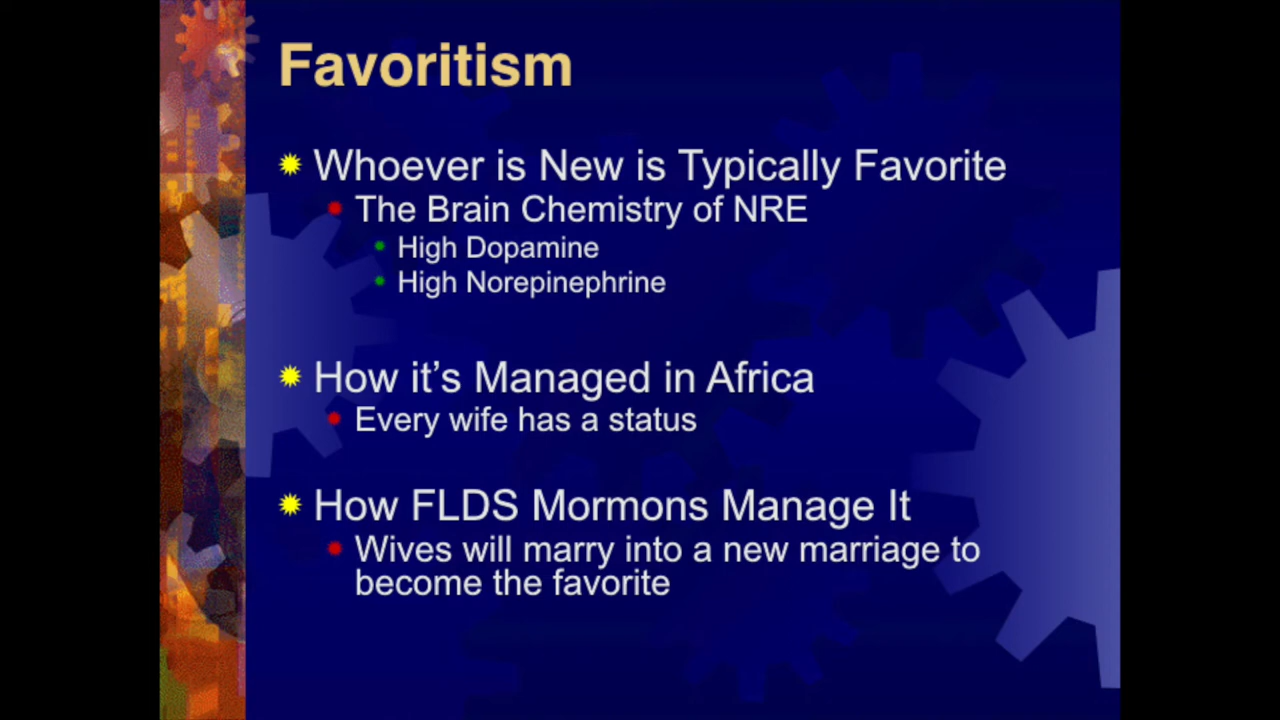 Favoritism
Whoever is New is Typically Favorite
The Brain Chemistry of NRE
High Dopamine
High Norepinephrine
How it’s Managed in Africa
Every wife has a status
How FLDS Mormons Manage It
Wives will marry into a new marriage to
become the favorite